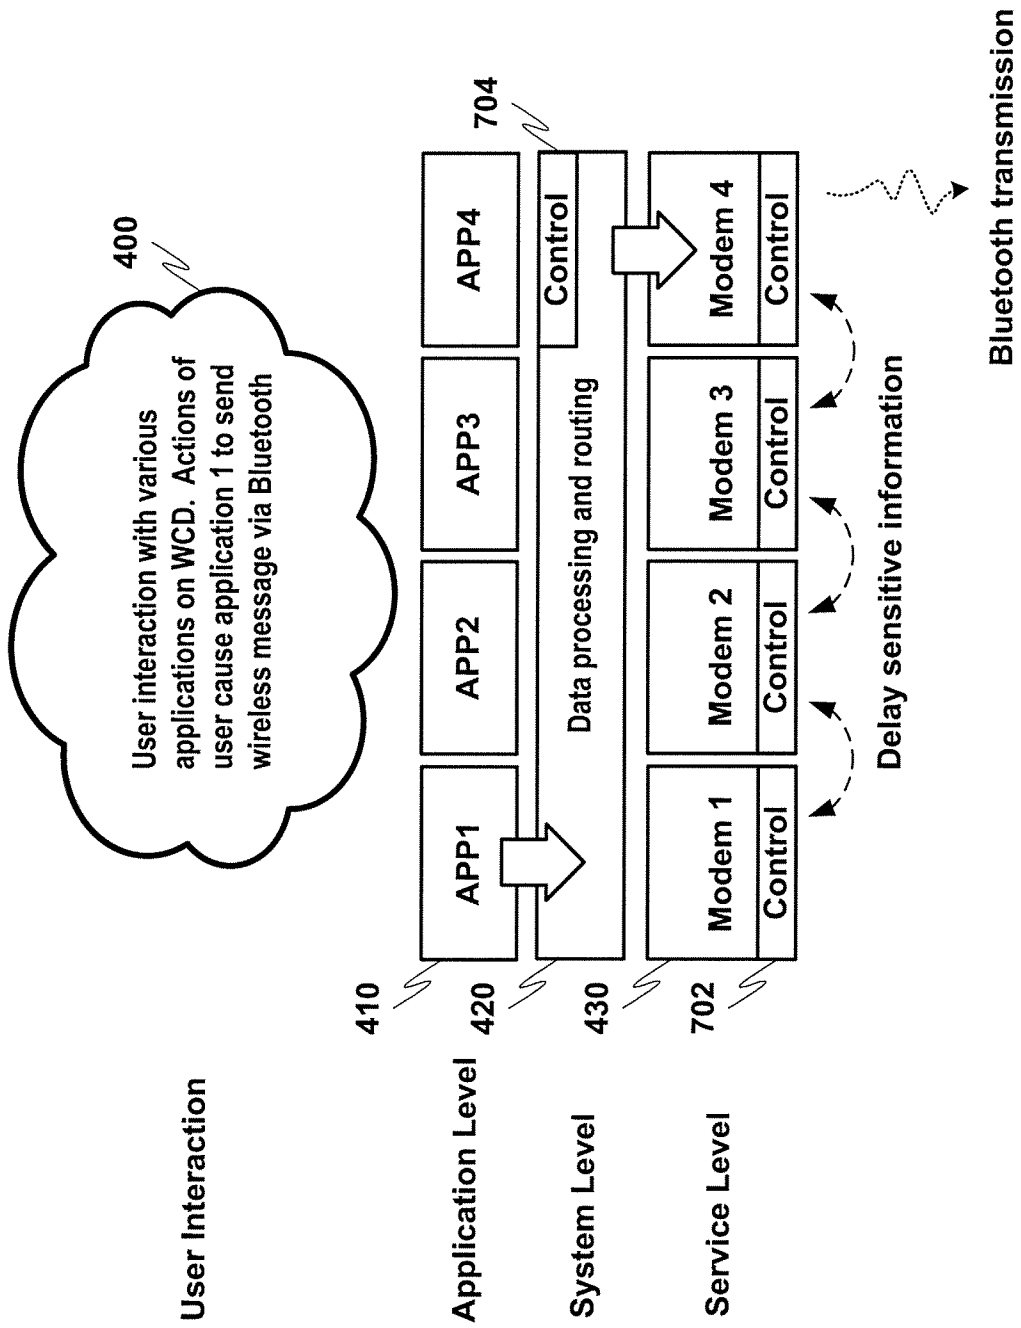 User Interaction
400
User interaction with various
applications on WCD.  Actions of
user cause application 1 to send
wireless message via Bluetooth
410
Application Level
APP1
APP2
APP3
APP4
704
420
System Level
Data processing and routing
Control
430
Service Level
Modem 1
Modem 2
Modem 3
Modem 4
702
Control
Control
Control
Control
Delay sensitive information
Bluetooth transmission